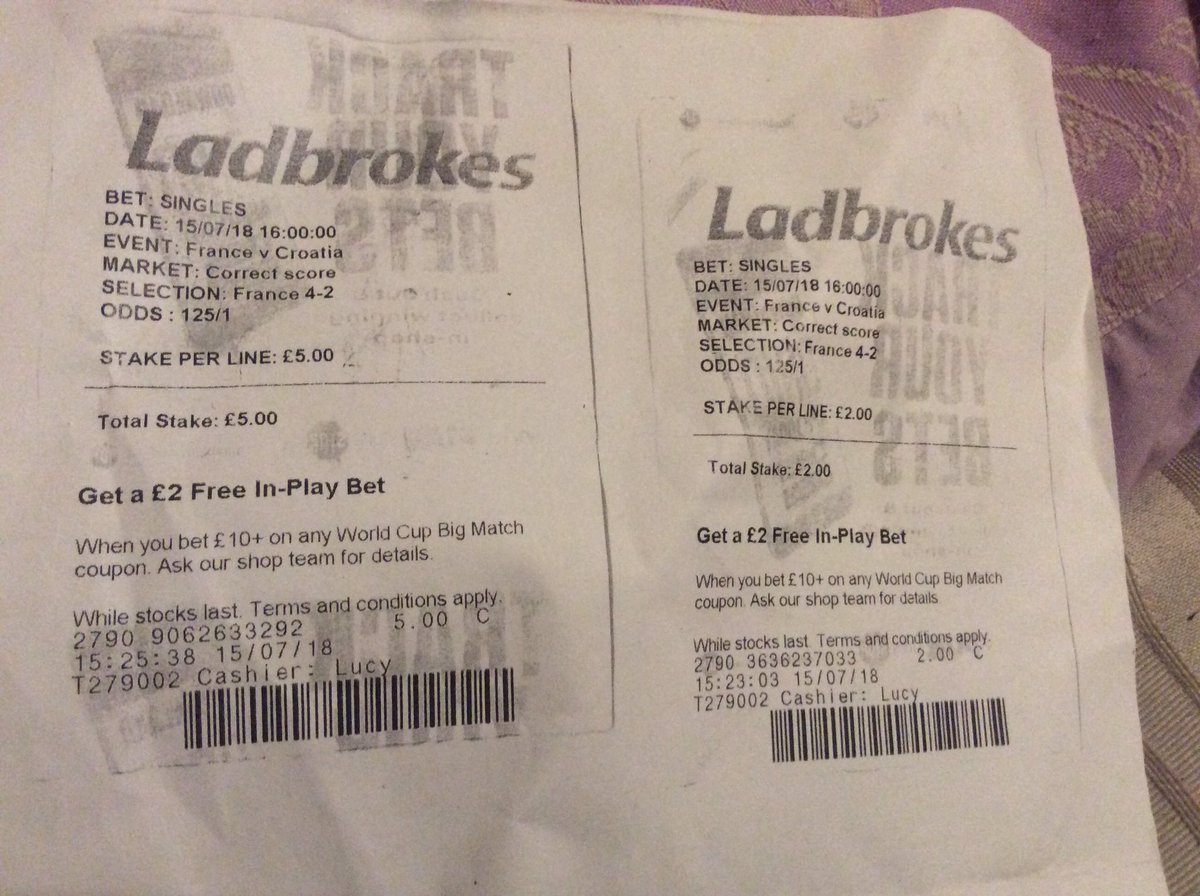 Ladbrokes
BET: SINGLES
DATE: 15/07/18 16:00:00
EVENT: France v Croatia
MARKET: Correct score
SELECTION: France 4-2
ODDS : 125/1
STAKE PER LINE: £5.00
Total Stake: £5.00
Get a £2 Free In-Play Bet
When you bet £10+ on any World Cup Big Match
coupon. Ask our shop team for details.
While stocks last. Terms and conditions apply.
2790 9062633292 5.00 C
15:25:38 15/07/18
T279002 Cashier: Lucy
Ladbrokes
BET: SINGLES
DATE: 15/07/18 16:00:00
EVENT: France v Croatia
MARKET: Correct score
SELECTION: France 4-2
ODDS : 125/1
STAKE PER LINE: £2.00
Total Stake: £2.00
Get a £2 Free In-Play Bet
When you bet £10+ on any World Cup Big Match
coupon. Ask our shop team for details.
While stocks last. Terms and conditions apply.
2790 3636237033 2.00 C
15:23:03 15/07/18
T279002 Cashier: Lucy
TRACK
YOUR
BETS
TRACK
YOUR
BETS
TRACK